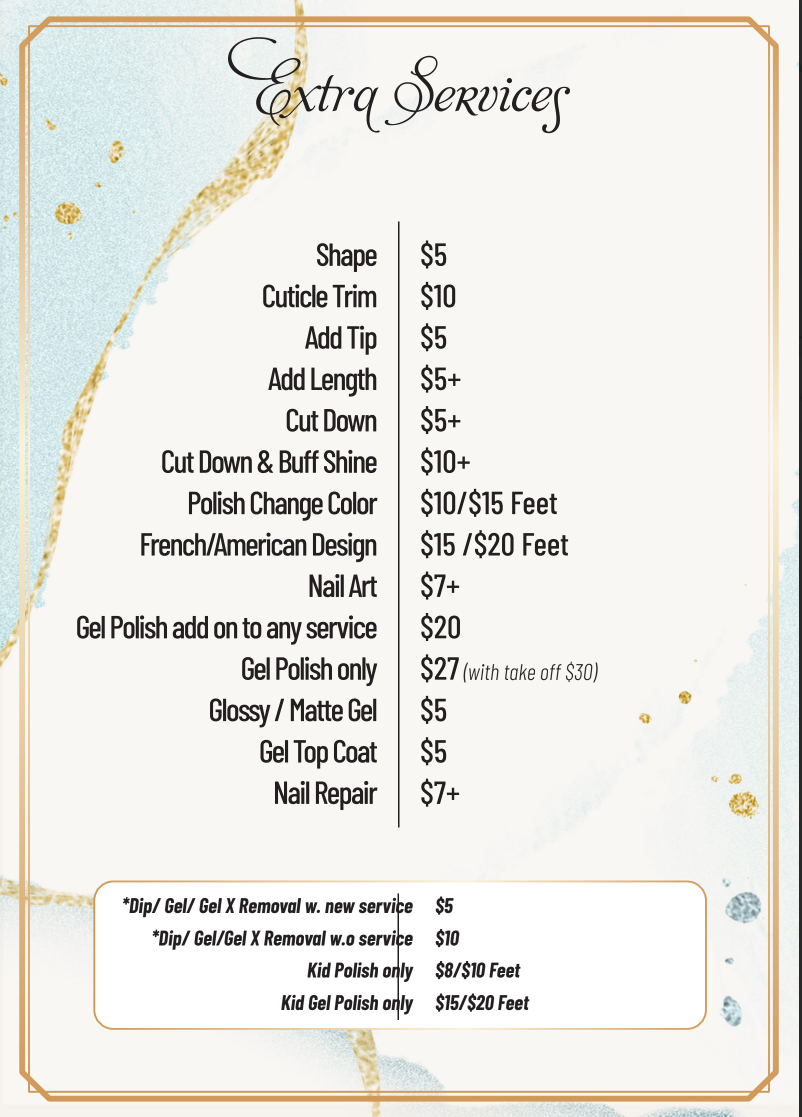 Extra Services
Shape $5
Cuticle Trim $10
Add Tip $5
Add Length $5+
Cut Down $5+
Cut Down & Buff Shine $10+
Polish Change Color $10/$15 Feet
French/American Design $15 /$20 Feet
Nail Art $7+
Gel Polish add on to any service $20
Gel Polish only $27 (with take off $30)
Glossy / Matte Gel $5
Gel Top Coat $5
Nail Repair $7+
*Dip/ Gel/ Gel X Removal w. new service $5
*Dip/ Gel/Gel X Removal w.o service $10
Kid Polish only $8/$10 Feet
Kid Gel Polish only $15/$20 Feet